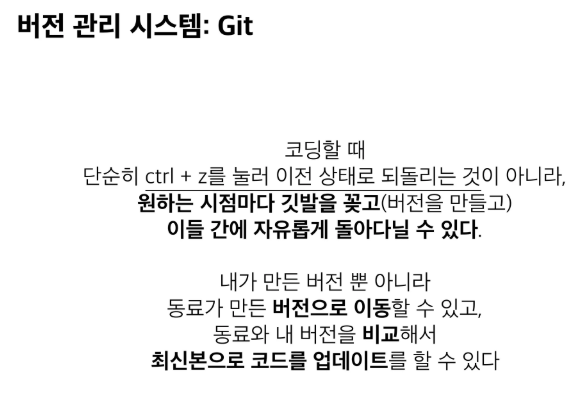 버전 관리 시스템: Git
코딩할 때
단순히 ctrl + z를 눌러 이전 상태로 되돌리는 것이 아니라,
원하는 시점마다 깃발을 꽂고(버전을 만들고)
이들 간에 자유롭게 돌아다닐 수 있다.
내가 만든 버전 뿐 아니라
동료가 만든 버전으로 이동할 수 있고,
동료와 내 버전을 비교해서
최신본으로 코드를 업데이트를 할 수 있다